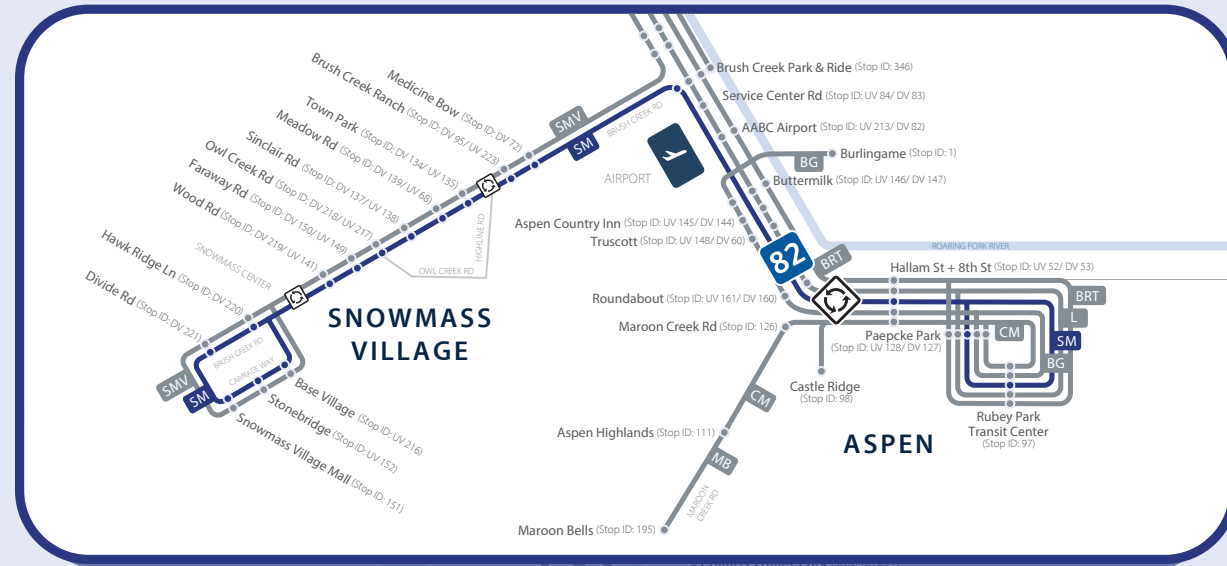 Medicine Bow (Stop ID: DV 72)
Brush Creek Ranch (Stop ID: DV 95/ UV 223)
Town Park (Stop ID: DV 134/ UV 135)
Meadow Rd (Stop ID: DV 139/ UV 68)
Sinclair Rd (Stop ID: DV 137/ UV 138)
Owl Creek Rd (Stop ID: DV 218/ UV 217)
Faraway Rd (Stop ID: DV 150/ UV 149)
Wood Rd (Stop ID: DV 219/ UV 141)
Hawk Ridge Ln (Stop ID: DV 220)
Divide Rd (Stop ID: DV 221)
SNOWMASS
CENTER
SMV
SM
BRUSH CREEK RD
HIGHLINE RD
OWL CREEK RD
SNOWMASS
VILLAGE
BRUSH CREEK RD
CARRIAGE WAY
SMV
SM
Base Village (Stop ID: UV 216)
Stonebridge (Stop ID: UV 152)
Snowmass Village Mall (Stop ID: 151)
Brush Creek Park & Ride (Stop ID: 346)
Service Center Rd (Stop ID: UV 84/ DV 83)
AABC Airport (Stop ID: UV 213/ DV 82)
AIRPORT
BG
Burlingame (Stop ID: 1)
Buttermilk (Stop ID: UV 146/ DV 147)
Aspen Country Inn (Stop ID: UV 145/ DV 144)
Truscott (Stop ID: UV 148/ DV 60)
82
BRT
ROARING FORK RIVER
Hallam St + 8th St (Stop ID: UV 52/ DV 53)
Roundabout (Stop ID: UV 161/ DV 160)
Maroon Creek Rd (Stop ID: 126)
Paepcke Park
(Stop ID: UV 128/ DV 127)
BRT
L
SM
CM
BG
Castle Ridge
(Stop ID: 98)
CM
Rubey Park
Transit Center
(Stop ID: 97)
Aspen Highlands (Stop ID: 111)
ASPEN
MB
MAROON
CREEK RD
Maroon Bells (Stop ID: 195)